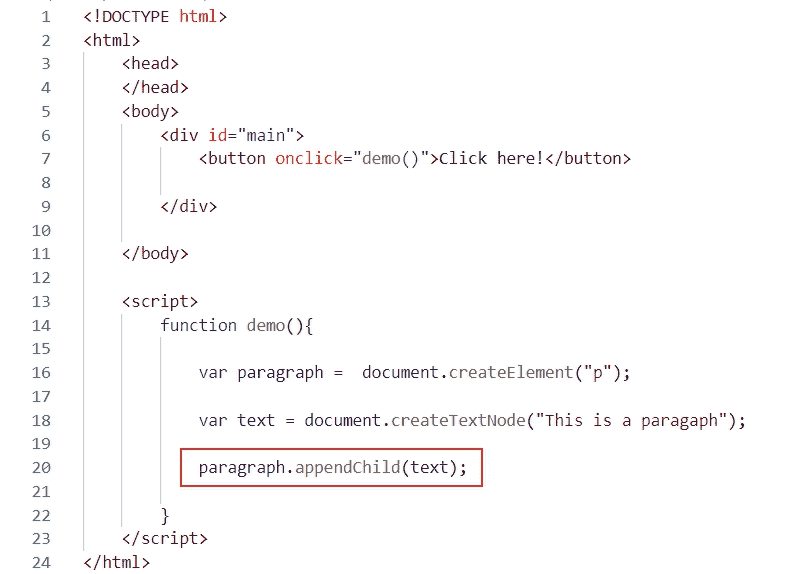 1 <!DOCTYPE html>
2 <html>
3 <head>
4 </head>
5 <body>
6 <div id="main">
7 <button onclick="demo()">Click here!</button>
8
9 </div>
10
11 </body>
12
13 <script>
14 function demo(){
15
16 var paragraph =  document.createElement("p");
17
18 var text = document.createTextNode("This is a paragaph");
19
20 paragraph.appendChild(text);
21
22 }
23 </script>
24 </html>